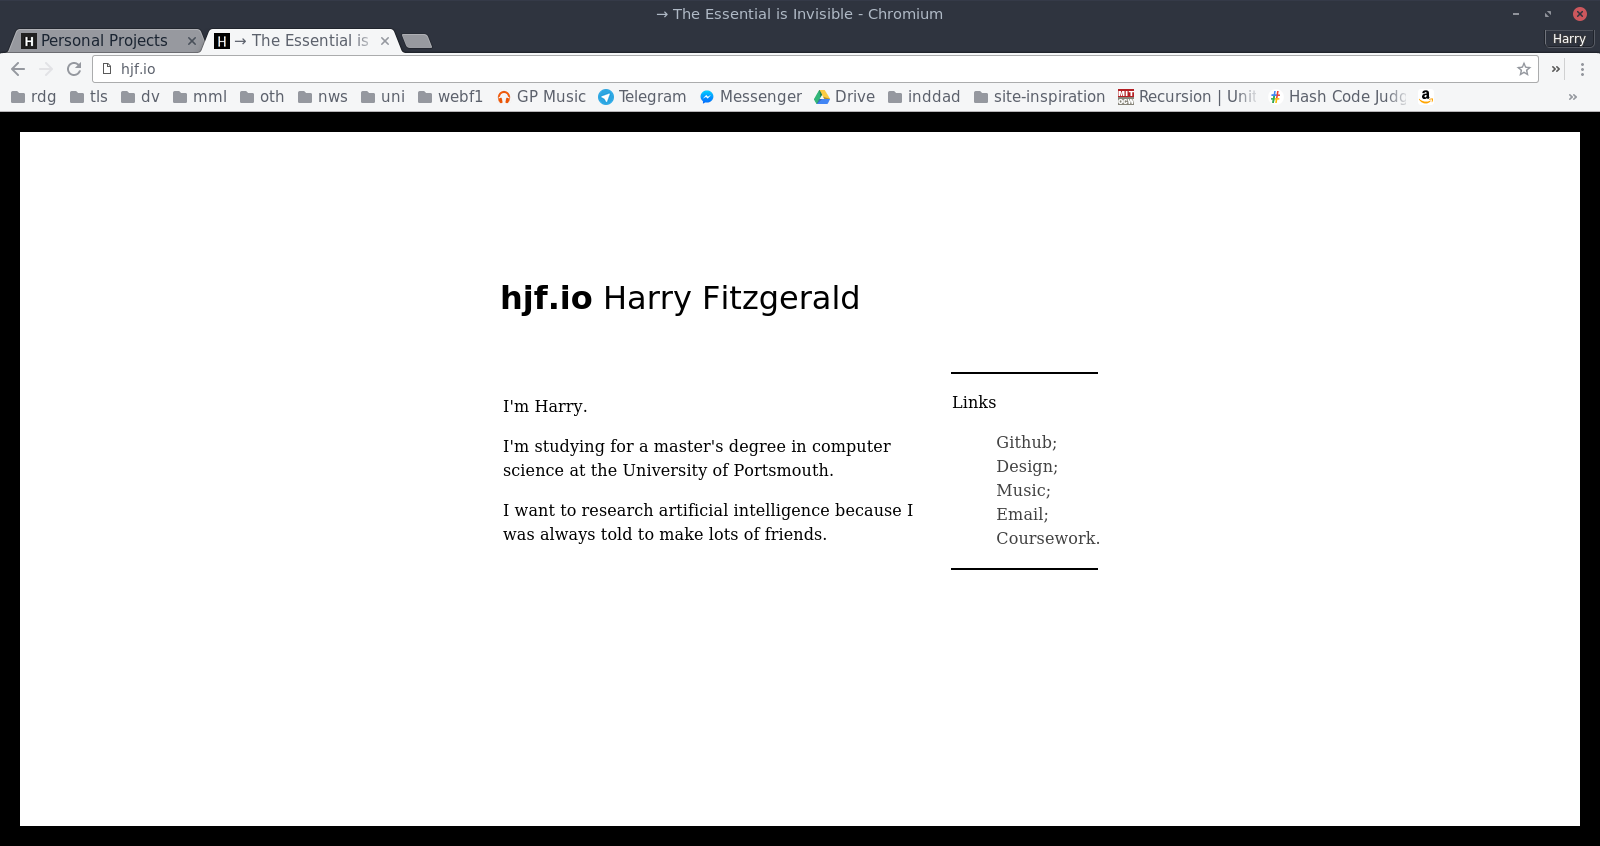 → The Essential is Invisible - Chromium
H Personal Projects
H → The Essential is
Harry
hjf.io
»
rdg tls dv mml oth nws uni webf1 GP Music Telegram Messenger Drive inddad site-inspiration MIT OCW Recursion | Unit # Hash Code Judg a »
hjf.io Harry Fitzgerald
I'm Harry.
I'm studying for a master's degree in computer
science at the University of Portsmouth.
I want to research artificial intelligence because I
was always told to make lots of friends.
Links
Github;
Design;
Music;
Email;
Coursework.